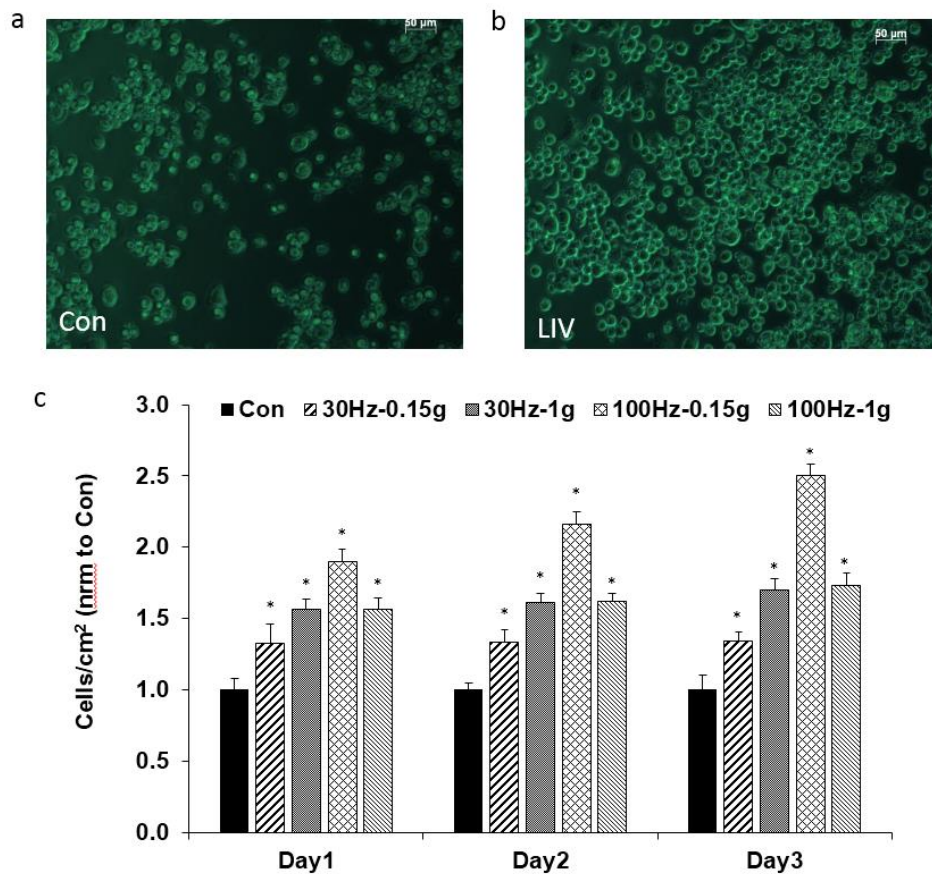 a
50 µm
Con
b
50 µm
LIV
c
Con 30Hz-0.15g 30Hz-1g 100Hz-0.15g 100Hz-1g
Cells/cm² (nrm to Con)
3.0
2.5
2.0
1.5
1.0
0.5
0.0
* * * *
* * * *
* * * *
Day1 Day2 Day3